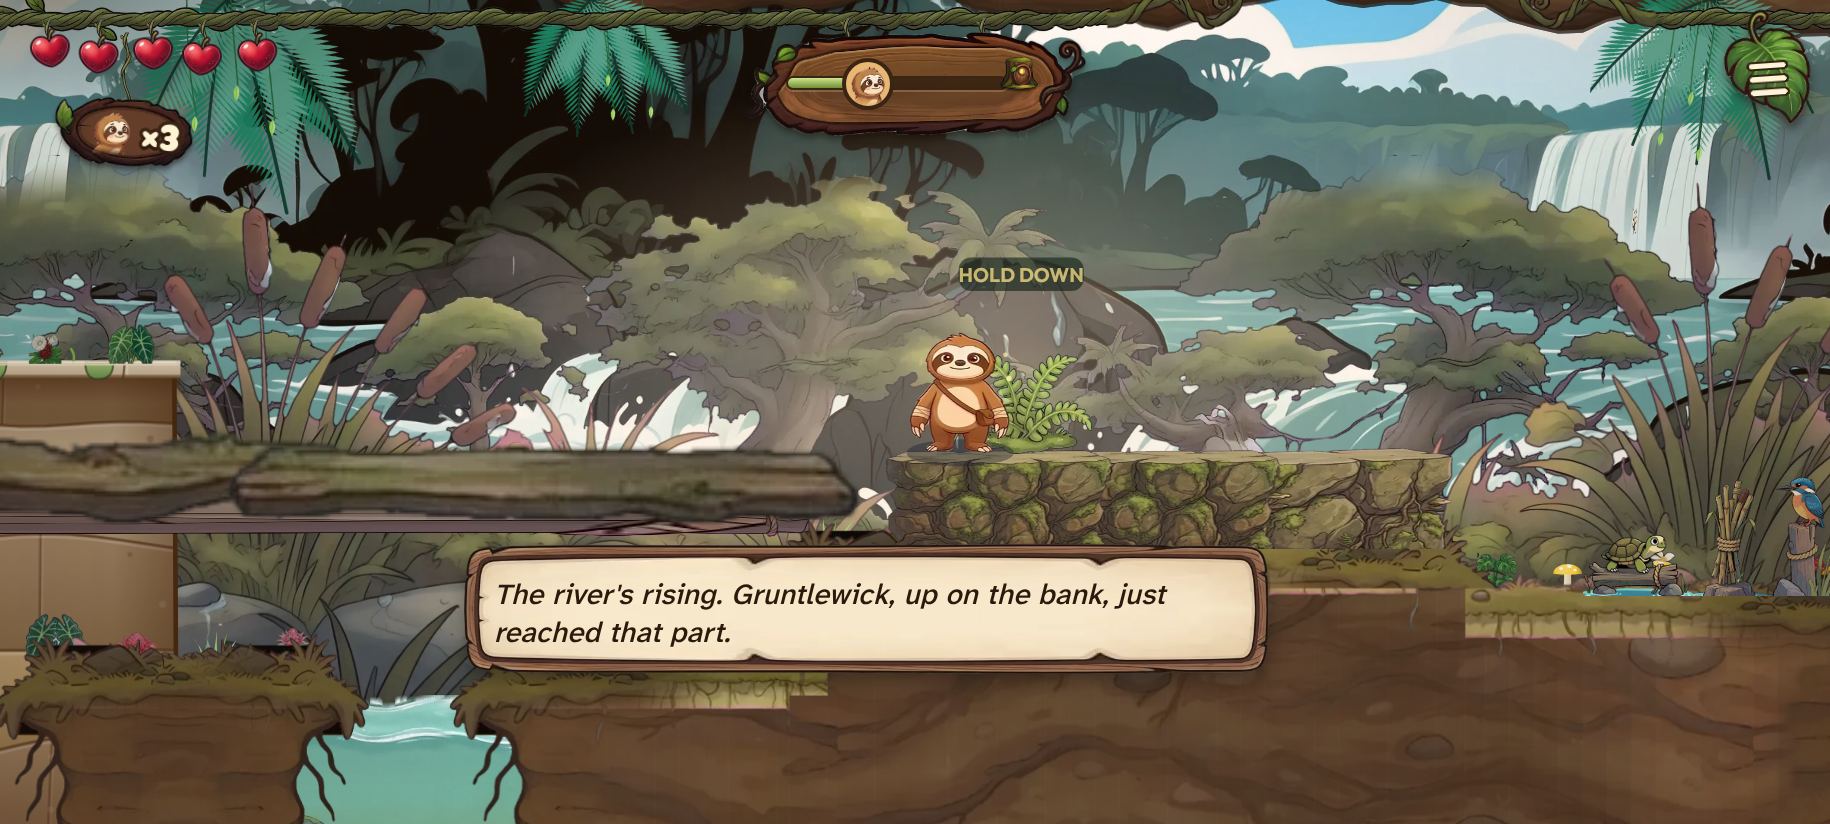 ×3
HOLD DOWN
The river's rising. Gruntlewick, up on the bank, just
reached that part.